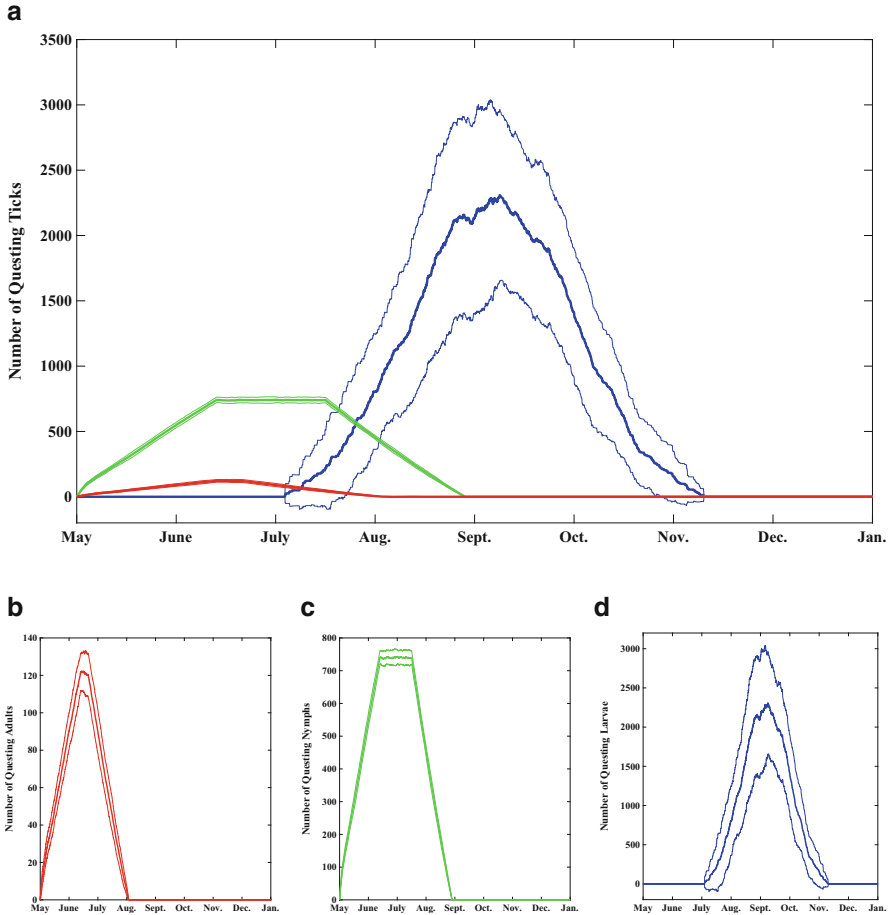 a
3500
3000
2500
2000
1500
1000
500
0
Number of Questing Ticks
May June July Aug. Sept. Oct. Nov. Dec. Jan.
b
140
120
100
80
60
40
20
0
Number of Questing Adults
May June July Aug. Sept. Oct. Nov. Dec. Jan.
c
800
700
600
500
400
300
200
100
0
Number of Questing Nymphs
May June July Aug. Sept. Oct. Nov. Dec. Jan.
d
3000
2500
2000
1500
1000
500
0
Number of Questing Larvae
May June July Aug. Sept. Oct. Nov. Dec. Jan.